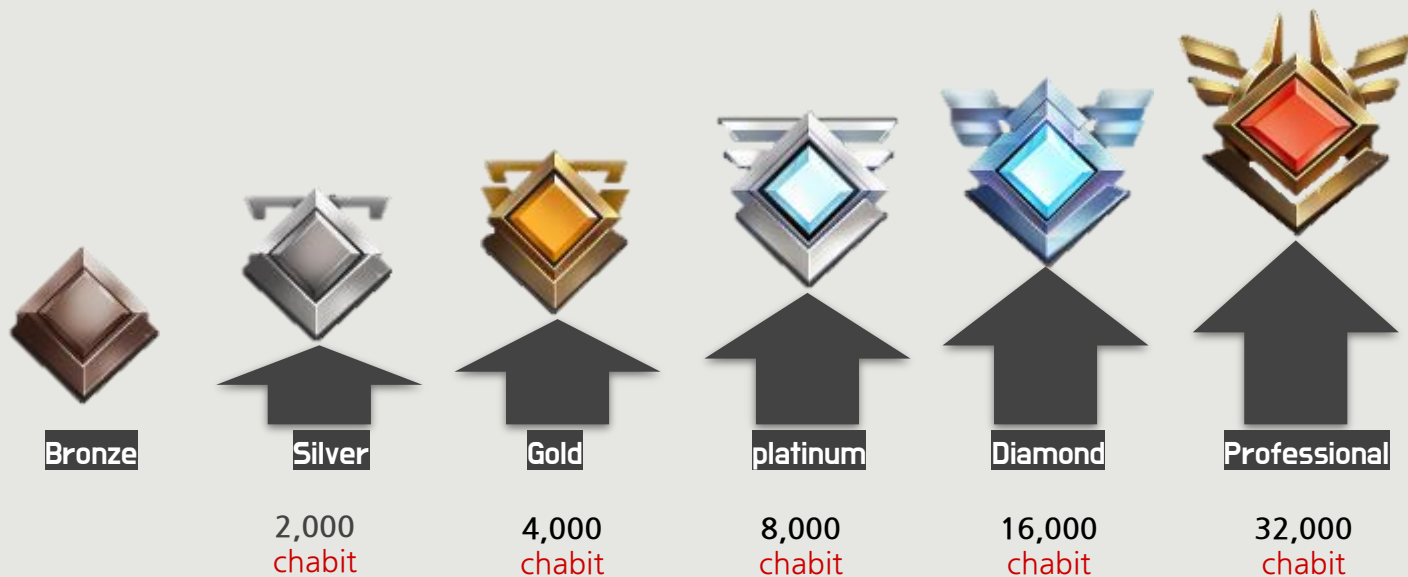 Bronze
Silver
Gold
platinum
Diamond
Professional
2,000
chabit
4,000
chabit
8,000
chabit
16,000
chabit
32,000
chabit